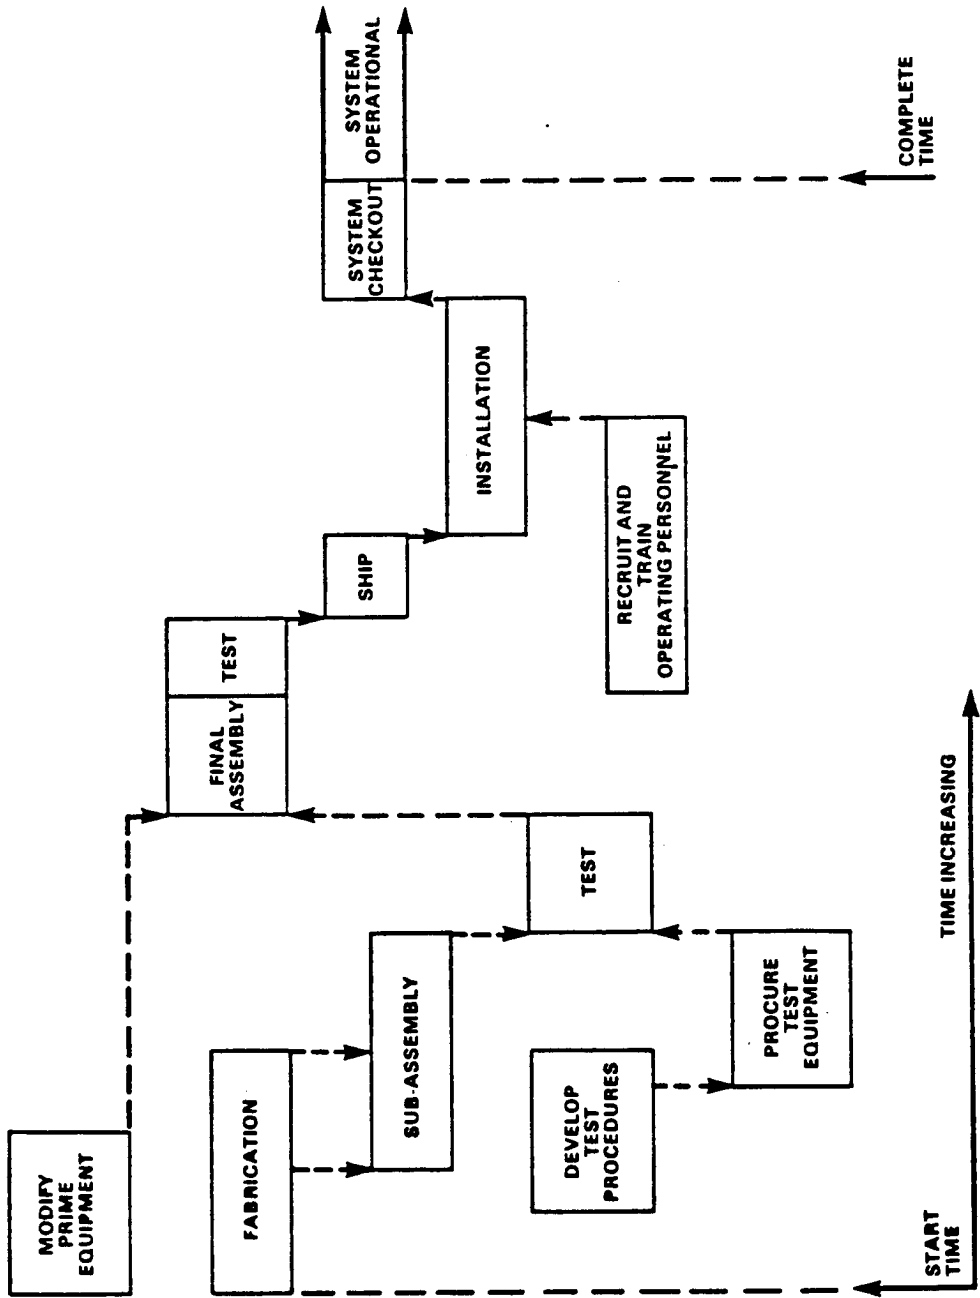 MODIFY
PRIME
EQUIPMENT
FABRICATION
SUB-ASSEMBLY
DEVELOP
TEST
PROCEDURES
PROCURE
TEST
EQUIPMENT
TEST
FINAL
ASSEMBLY
TEST
SHIP
INSTALLATION
RECRUIT AND
TRAIN
OPERATING PERSONNEL
SYSTEM
CHECKOUT
SYSTEM
OPERATIONAL
START
TIME
TIME INCREASING
COMPLETE
TIME